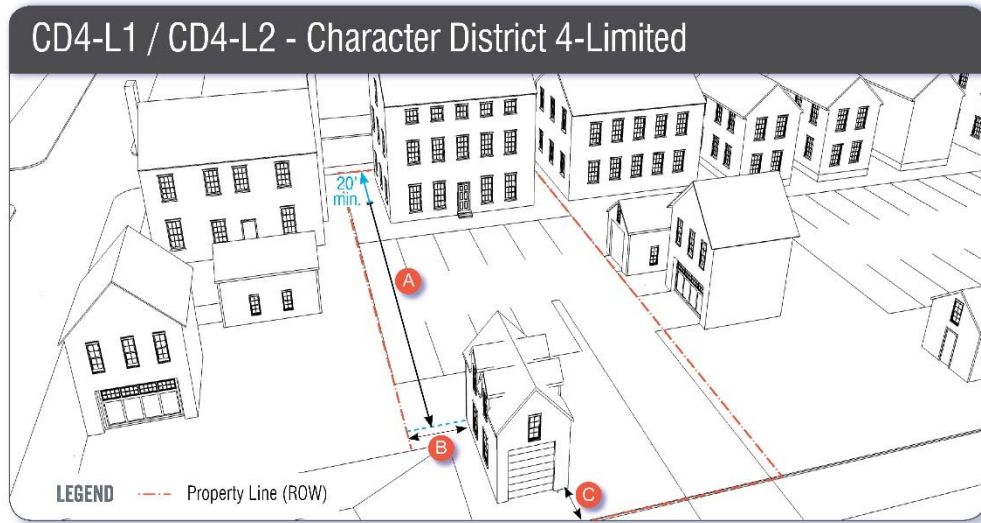 CD4-L1 / CD4-L2 - Character District 4-Limited
20'
min.
A
B
C
LEGEND Property Line (ROW)